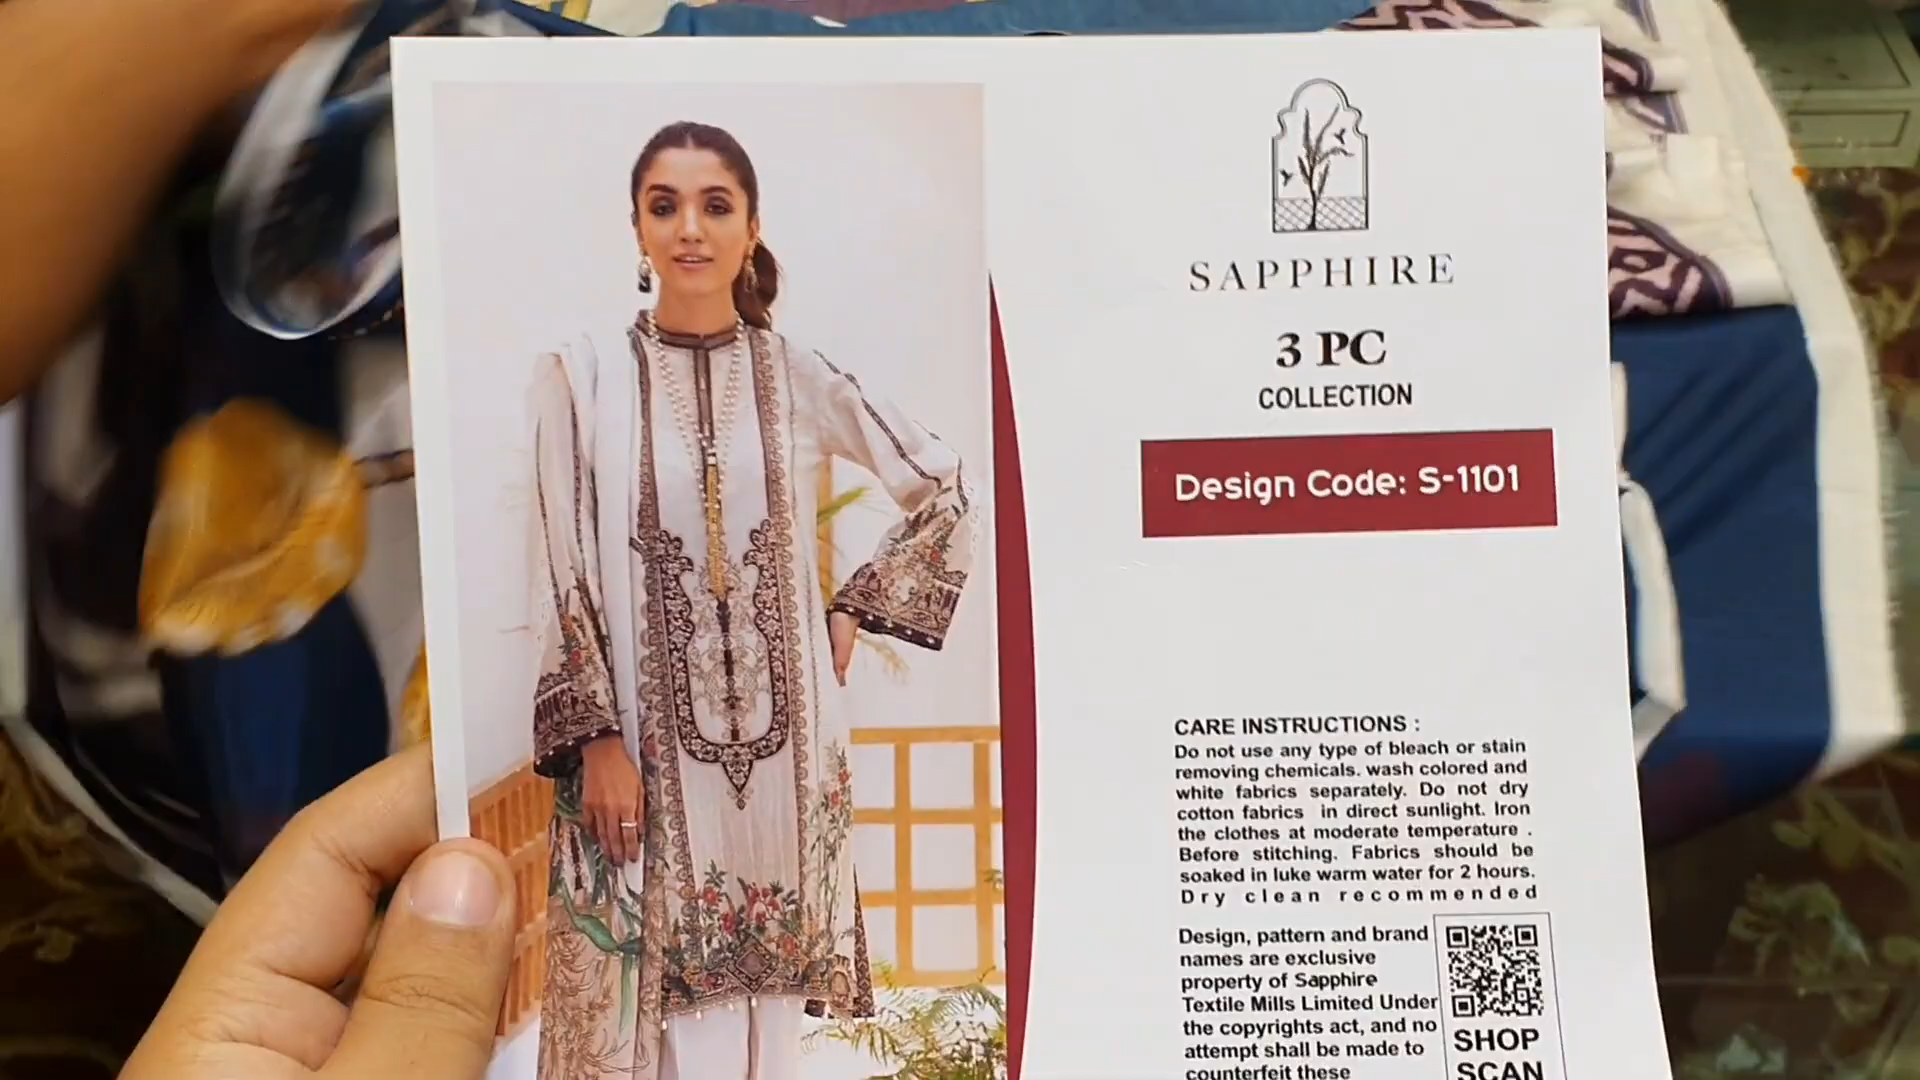 SAPPHIRE
3 PC
COLLECTION
Design Code: S-1101
CARE INSTRUCTIONS :
Do not use any type of bleach or stain
removing chemicals. wash colored and
white fabrics separately. Do not dry
cotton fabrics in direct sunlight. Iron
the clothes at moderate temperature .
Before stitching. Fabrics should be
soaked in luke warm water for 2 hours.
Dry clean recommended
Design, pattern and brand
names are exclusive
property of Sapphire
Textile Mills Limited Under
the copyrights act, and no
attempt shall be made to
counterfeit these
SHOP
SCAN